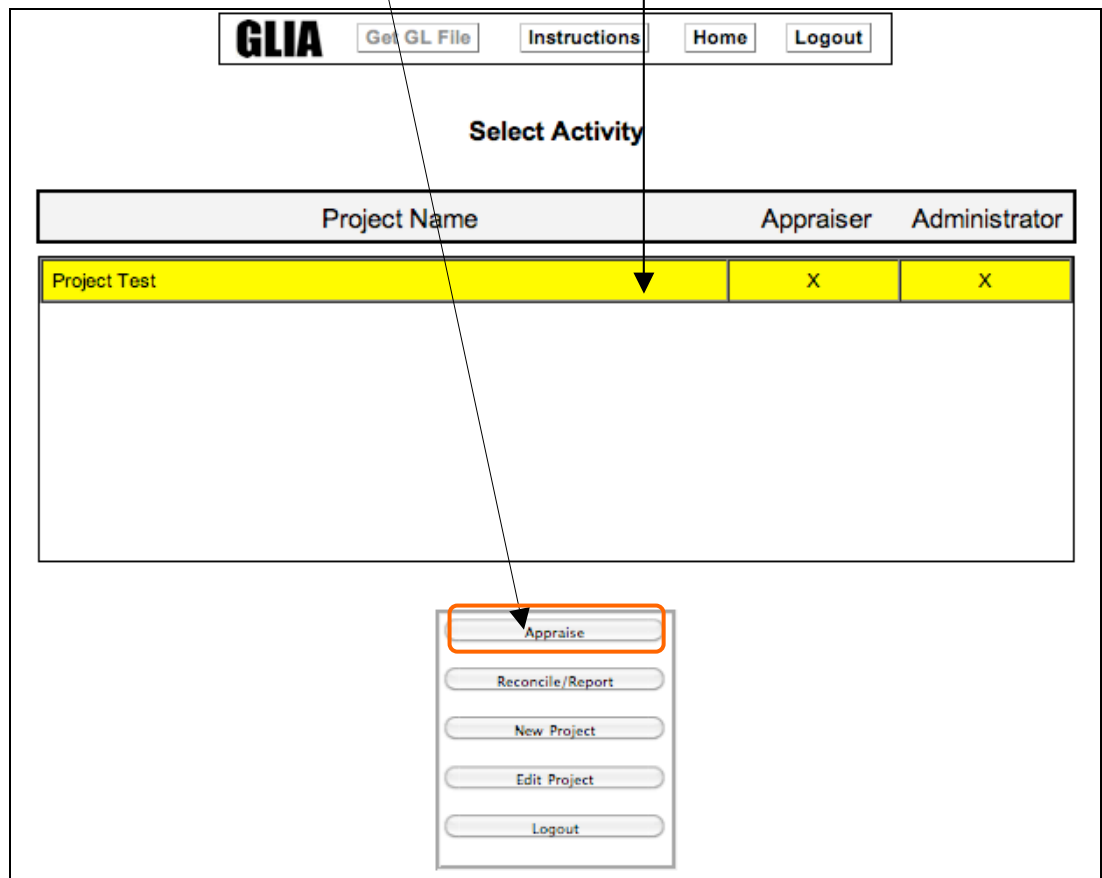 GLIA Get GL File Instructions Home Logout
Select Activity
Project Name Appraiser Administrator
Project Test X X
Appraise
Reconcile/Report
New Project
Edit Project
Logout